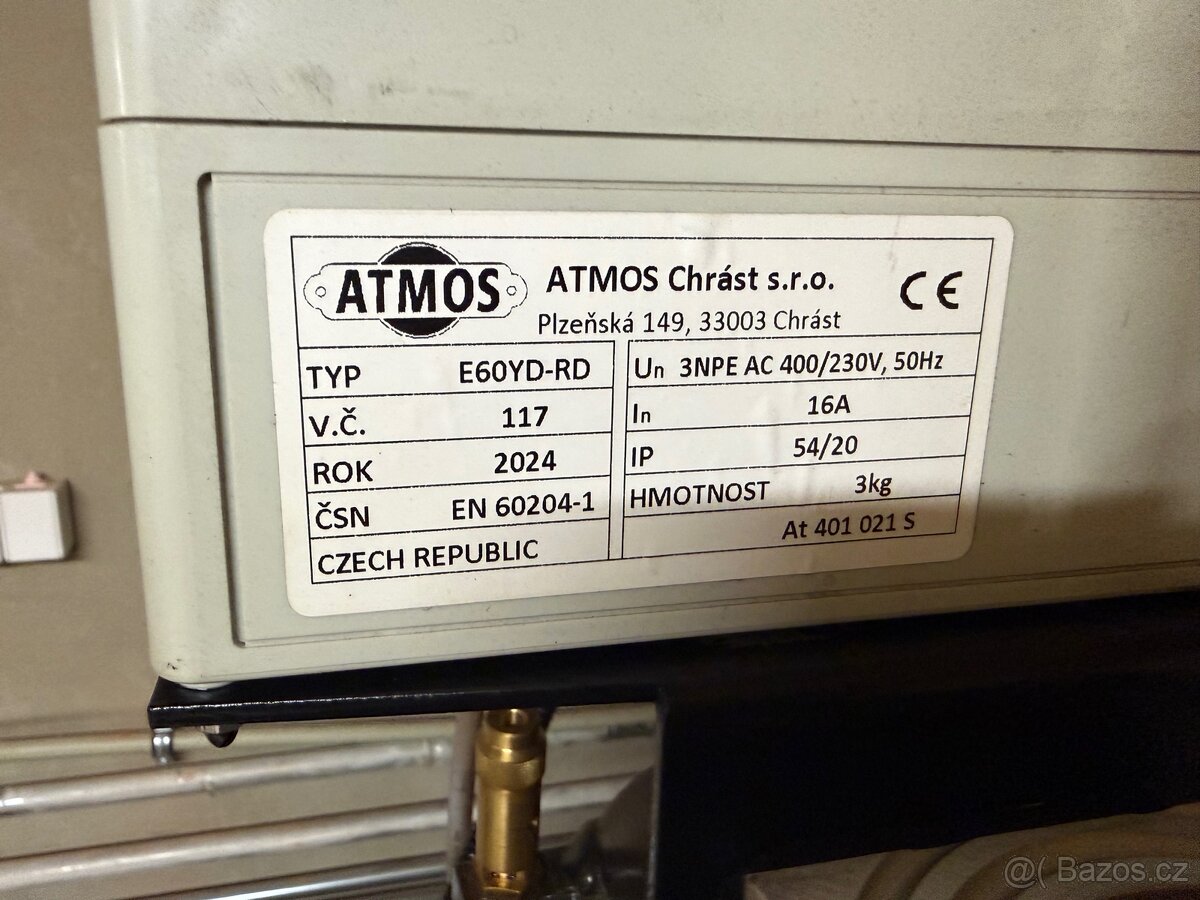 ATMOS
ATMOS Chrást s.r.o.
CE
Plzeňská 149, 33003 Chrást
TYP E60YD-RD
V.Č. 117
ROK 2024
ČSN EN 60204-1
CZECH REPUBLIC
Un 3NPE AC 400/230V, 50Hz
In 16A
IP 54/20
HMOTNOST 3kg
At 401 021 S
@( Bazos.cz